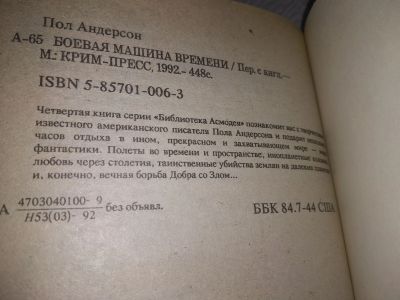 Пол Андерсон
А-65 БОЕВАЯ МАШИНА ВРЕМЕНИ / Пер. с англ.—
М.: КРИМ-ПРЕСС, 1992.- 448с.
ISBN 5-85701-006-3
Четвертая книга серии «Библиотека Асмодея» познакомит вас с творчеством
известного американского писателя Пола Андерсона и подарит несколько
часов отдыха в ином, прекрасном и захватывающем мире —
фантастики. Полеты во времени и пространстве, инопланетные
любовь через столетия, таинственные убийства землян на далеких планетах
и, конечно, вечная борьба Добра со Злом...
А 4703040100- 9
Н53(03)- 92 без объявл.
ББК 84.7-44 США